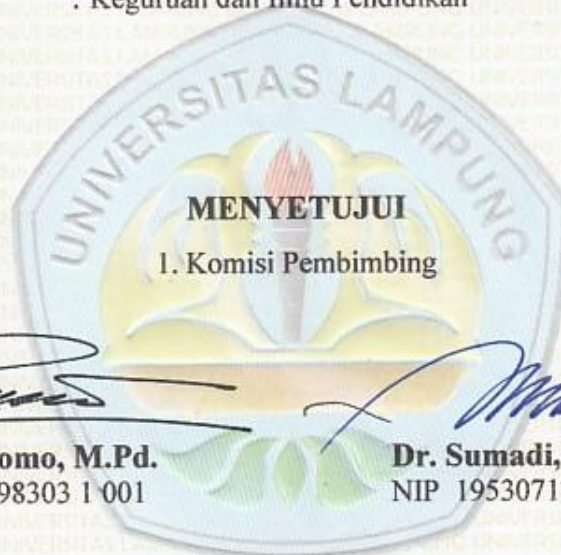 : Keguruan dan Ilmu Pendidikan
UNIVERSITAS LAMPUNG
MENYETUJUI
1. Komisi Pembimbing
omo, M.Pd.
98303 1 001
Dr. Sumadi,
NIP 1953071